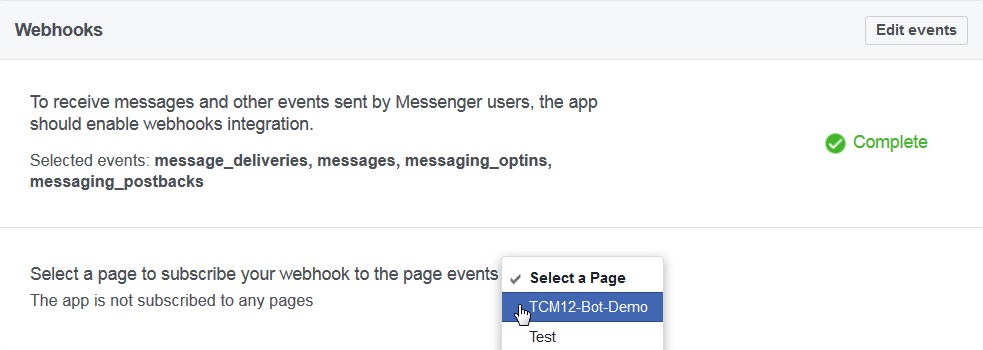 Webhooks
Edit events
To receive messages and other events sent by Messenger users, the app
should enable webhooks integration.
Complete
Selected events: message_deliveries, messages, messaging_optins,
messaging_postbacks
Select a page to subscribe your webhook to the page events
Select a Page
The app is not subscribed to any pages
TCM12-Bot-Demo
Test